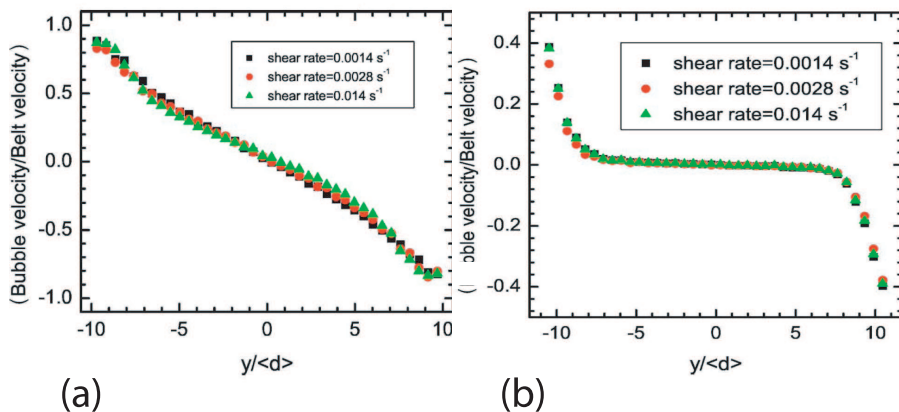 (a)
(Bubble velocity/Belt velocity)
1.0
0.5
0.0
-0.5
-1.0
shear rate=0.0014 s⁻¹
shear rate=0.0028 s⁻¹
shear rate=0.014 s⁻¹
-10 -5 0 5 10
y/<d>
(a)
(b)
bble velocity/Belt velocity)
0.4
0.2
0.0
-0.2
-0.4
shear rate=0.0014 s⁻¹
shear rate=0.0028 s⁻¹
shear rate=0.014 s⁻¹
-10 -5 0 5 10
y/<d>
(b)